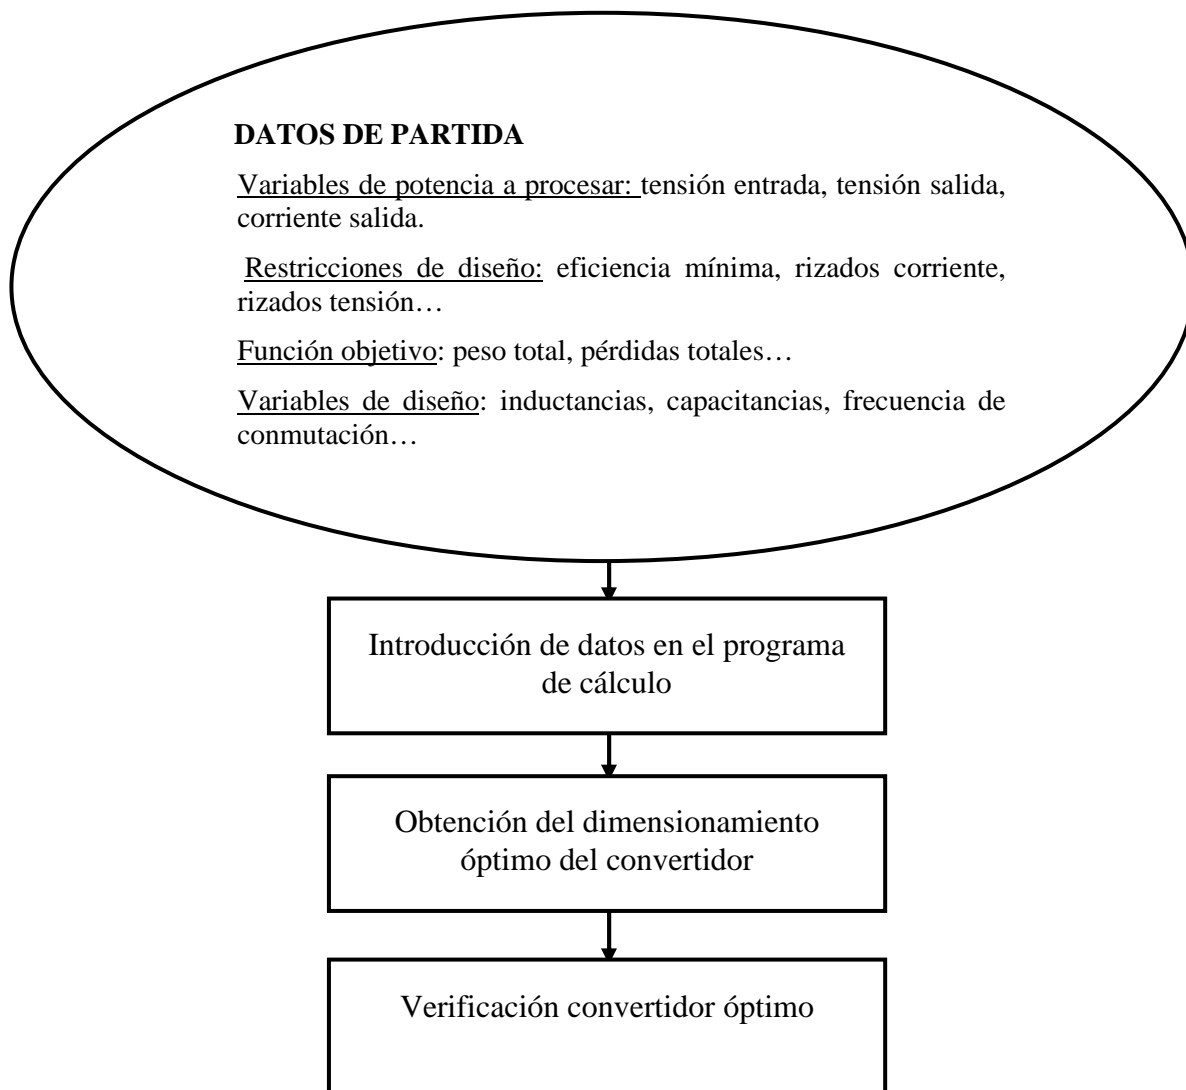 DATOS DE PARTIDA
Variables de potencia a procesar: tensión entrada, tensión salida,
corriente salida.
Restricciones de diseño: eficiencia mínima, rizados corriente,
rizados tensión…
Función objetivo: peso total, pérdidas totales…
Variables de diseño: inductancias, capacitancias, frecuencia de
conmutación…
Introducción de datos en el programa
de cálculo
Obtención del dimensionamiento
óptimo del convertidor
Verificación convertidor óptimo